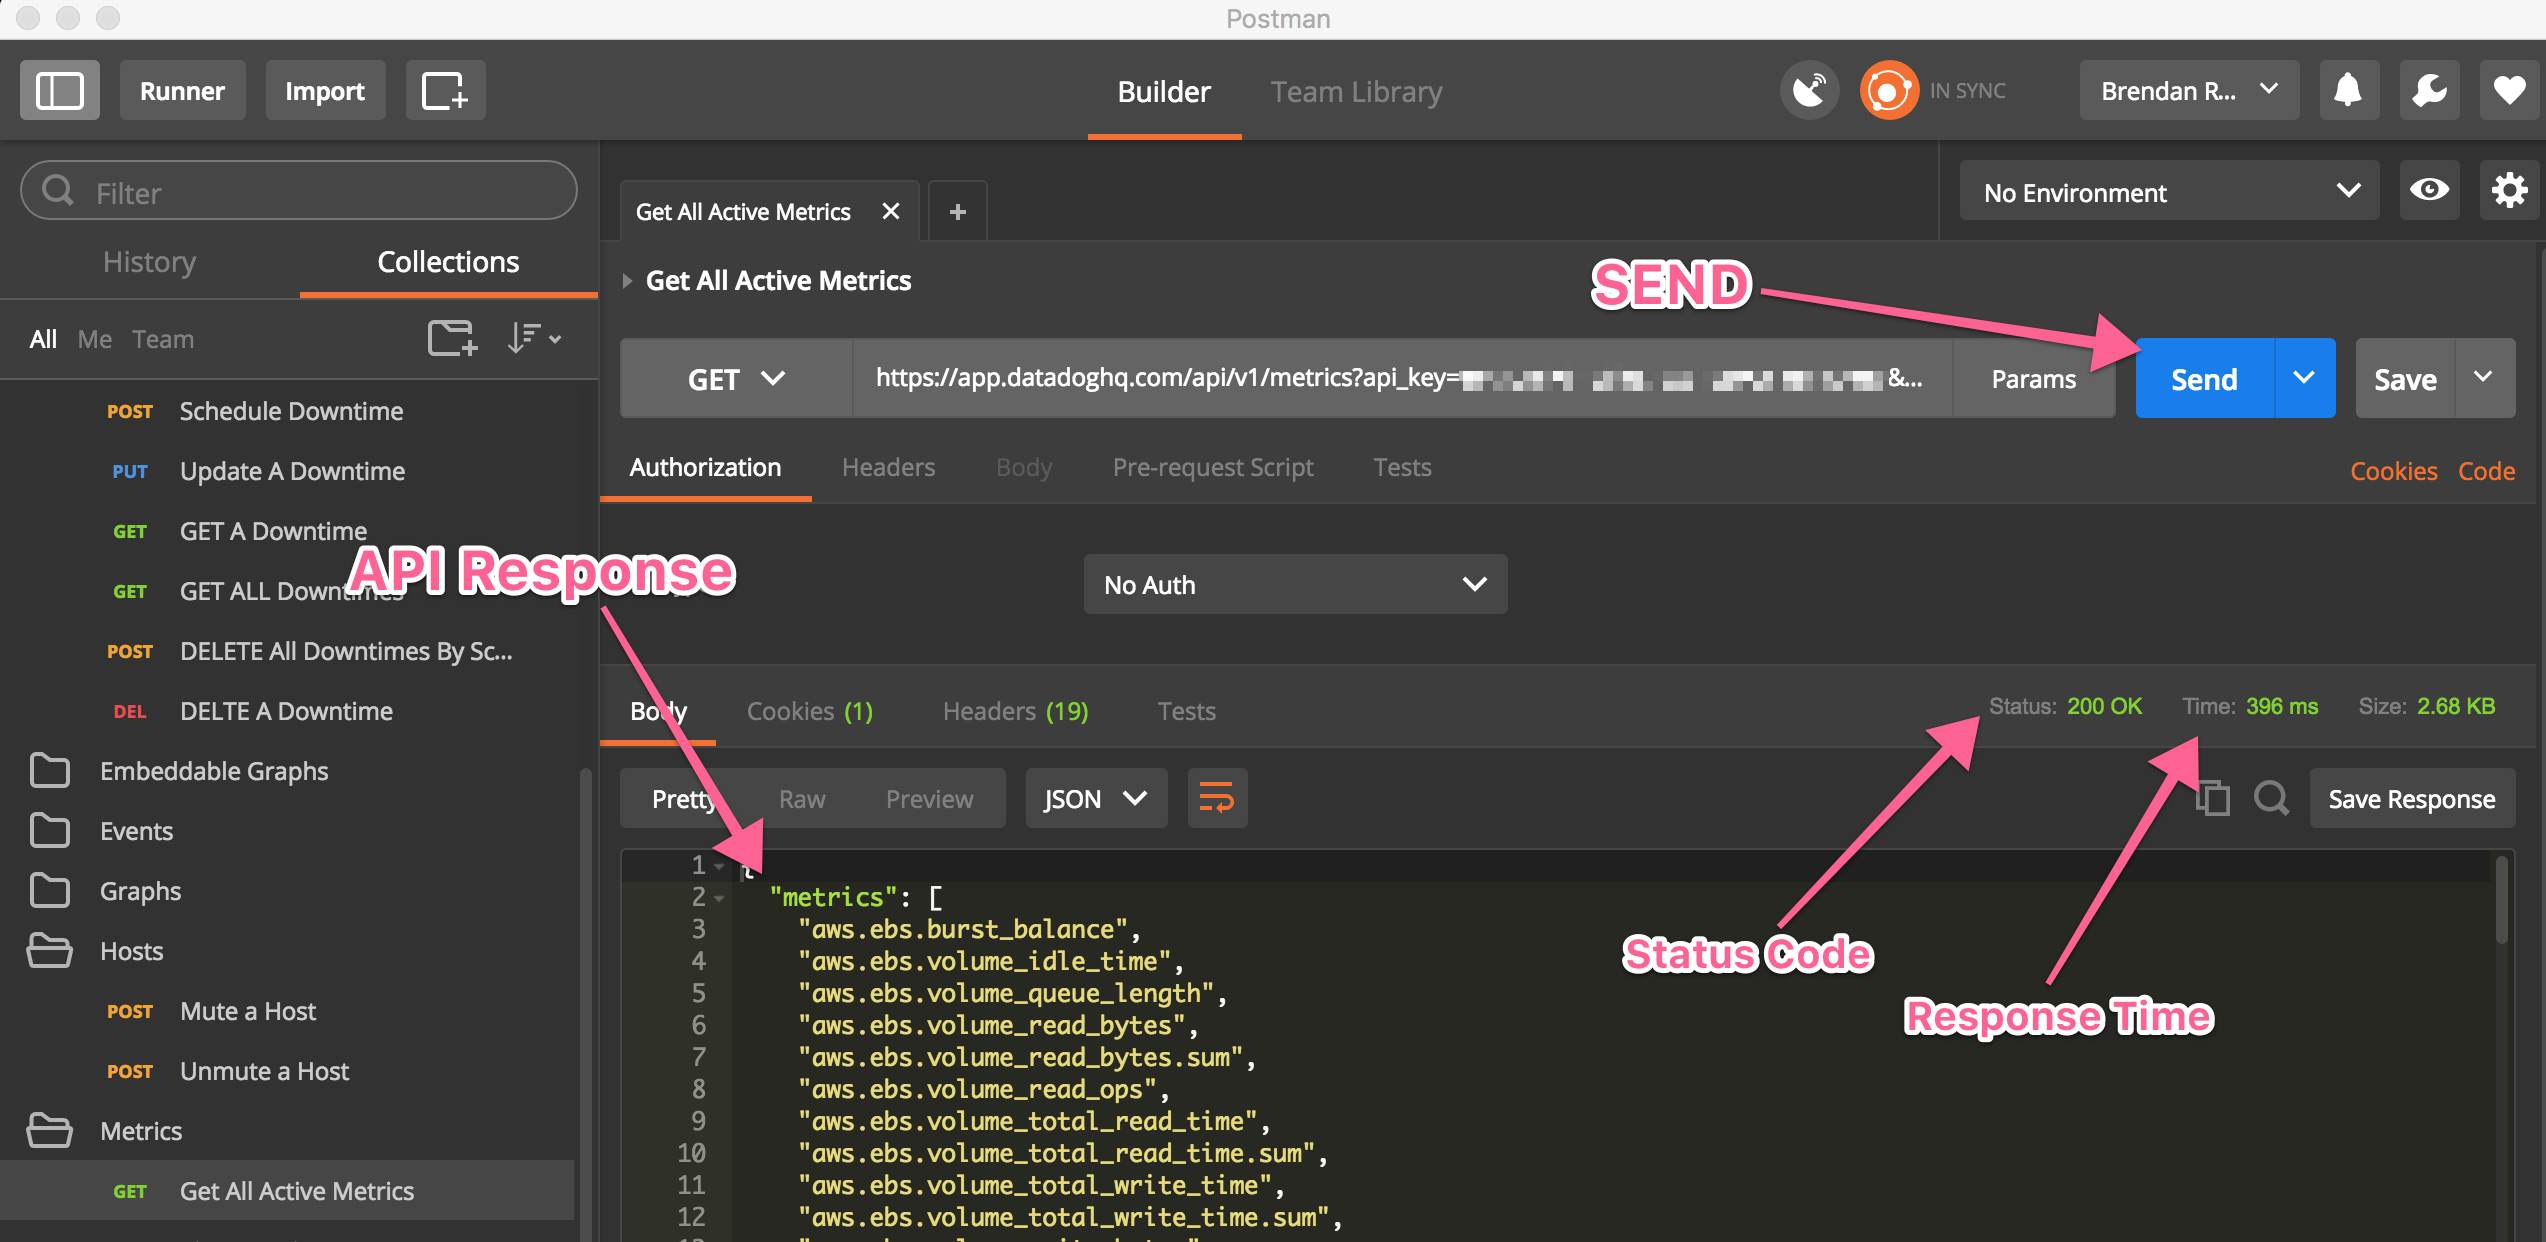 Postman
Runner
Import
Builder
Team Library
IN SYNC
Brendan R...
Filter
History
Collections
All Me Team
POST Schedule Downtime
PUT Update A Downtime
GET GET A Downtime
GET GET ALL Downtimes
POST DELETE All Downtimes By Sc...
DEL DELTE A Downtime
Embeddable Graphs
Events
Graphs
Hosts
POST Mute a Host
POST Unmute a Host
Metrics
GET Get All Active Metrics
Get All Active Metrics
No Environment
Get All Active Metrics
SEND
GET
https://app.datadoghq.com/api/v1/metrics?api_key=
&...
Params
Send
Save
Authorization Headers Body Pre-request Script Tests
Cookies Code
API Response
No Auth
Body Cookies (1) Headers (19) Tests
Status: 200 OK Time: 396 ms Size: 2.68 KB
Pretty Raw Preview
JSON
Save Response
1 {
2 "metrics": [
3 "aws.ebs.burst_balance",
4 "aws.ebs.volume_idle_time",
5 "aws.ebs.volume_queue_length",
6 "aws.ebs.volume_read_bytes",
7 "aws.ebs.volume_read_bytes.sum",
8 "aws.ebs.volume_read_ops",
9 "aws.ebs.volume_total_read_time",
10 "aws.ebs.volume_total_read_time.sum",
11 "aws.ebs.volume_total_write_time",
12 "aws.ebs.volume_total_write_time.sum",
Status Code
Response Time